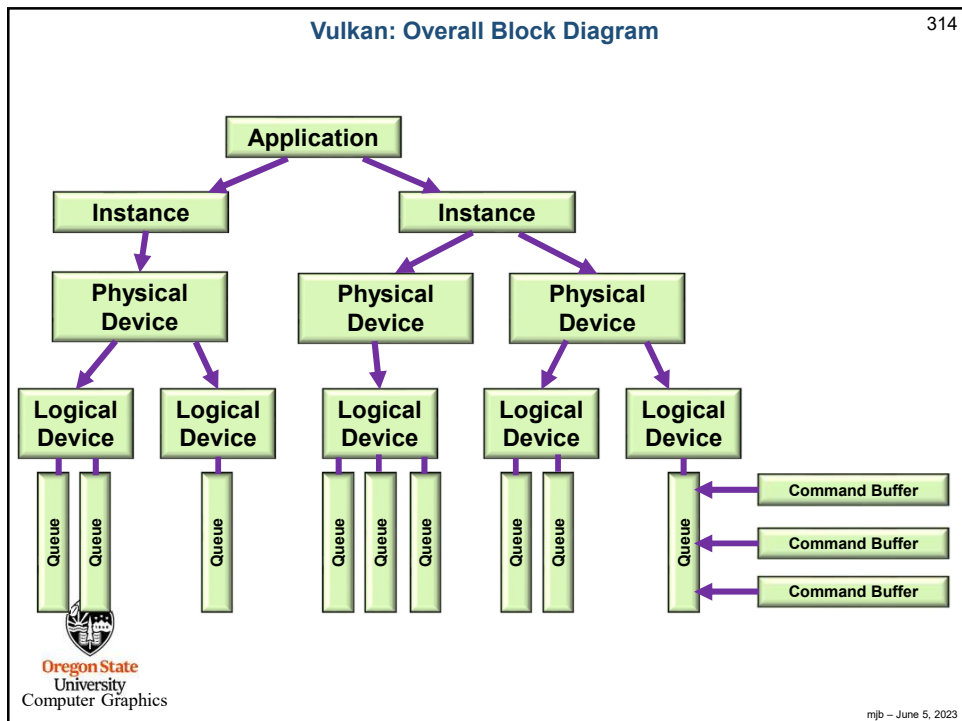 Vulkan: Overall Block Diagram
314
Application
Instance
Instance
Physical
Device
Physical
Device
Physical
Device
Logical
Device
Logical
Device
Logical
Device
Logical
Device
Logical
Device
Queue
Queue
Queue
Queue
Queue
Queue
Queue
Queue
Queue
Command Buffer
Command Buffer
Command Buffer
Oregon State
University
Computer Graphics
mjb – June 5, 2023